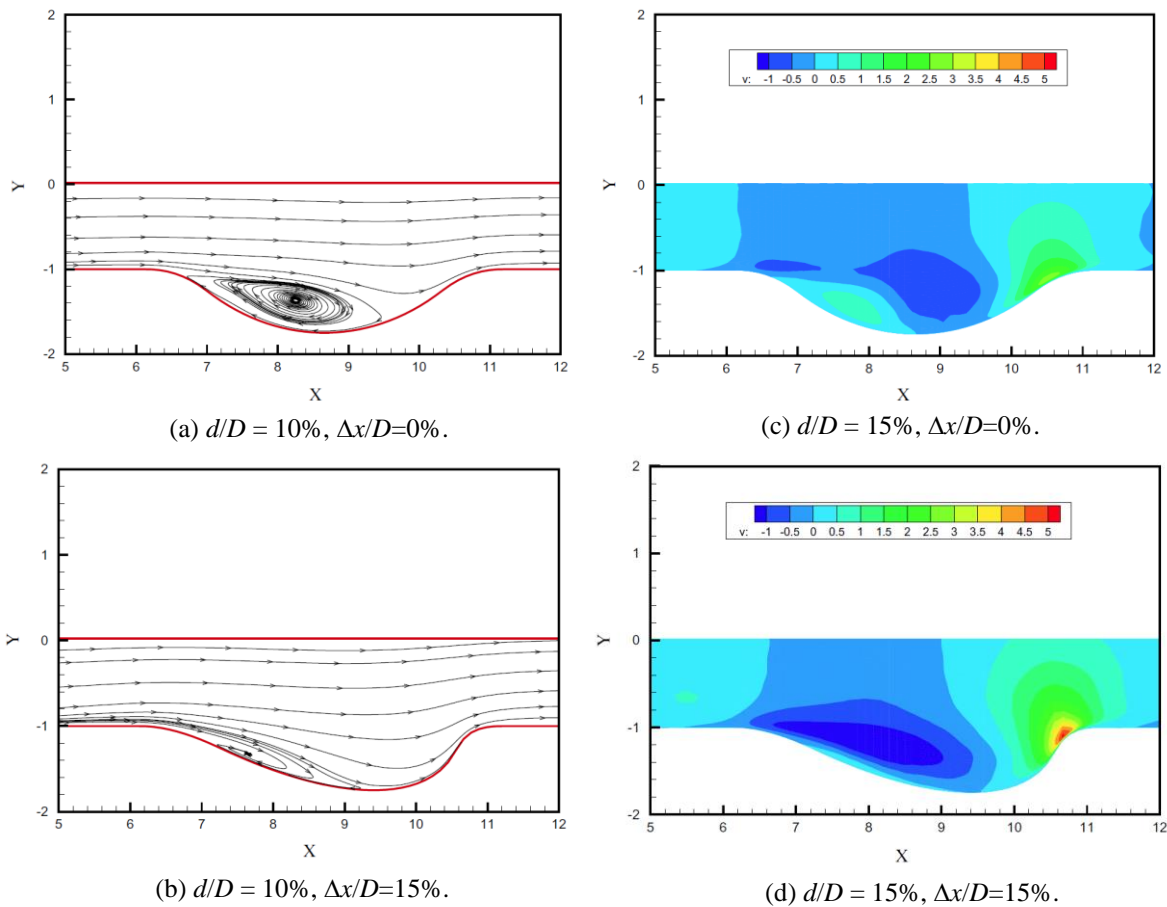 2
1
0
Y
-1
-2
5 6 7 8 9 10 11 12
X
(a) d/D = 10%, Δx/D=0%.
2
v: -1 -0.5 0 0.5 1 1.5 2 2.5 3 3.5 4 4.5 5
1
0
Y
-1
-2
5 6 7 8 9 10 11 12
X
(c) d/D = 15%, Δx/D=0%.
2
1
0
Y
-1
-2
5 6 7 8 9 10 11 12
X
(b) d/D = 10%, Δx/D=15%.
2
v: -1 -0.5 0 0.5 1 1.5 2 2.5 3 3.5 4 4.5 5
1
0
Y
-1
-2
5 6 7 8 9 10 11 12
X
(d) d/D = 15%, Δx/D=15%.